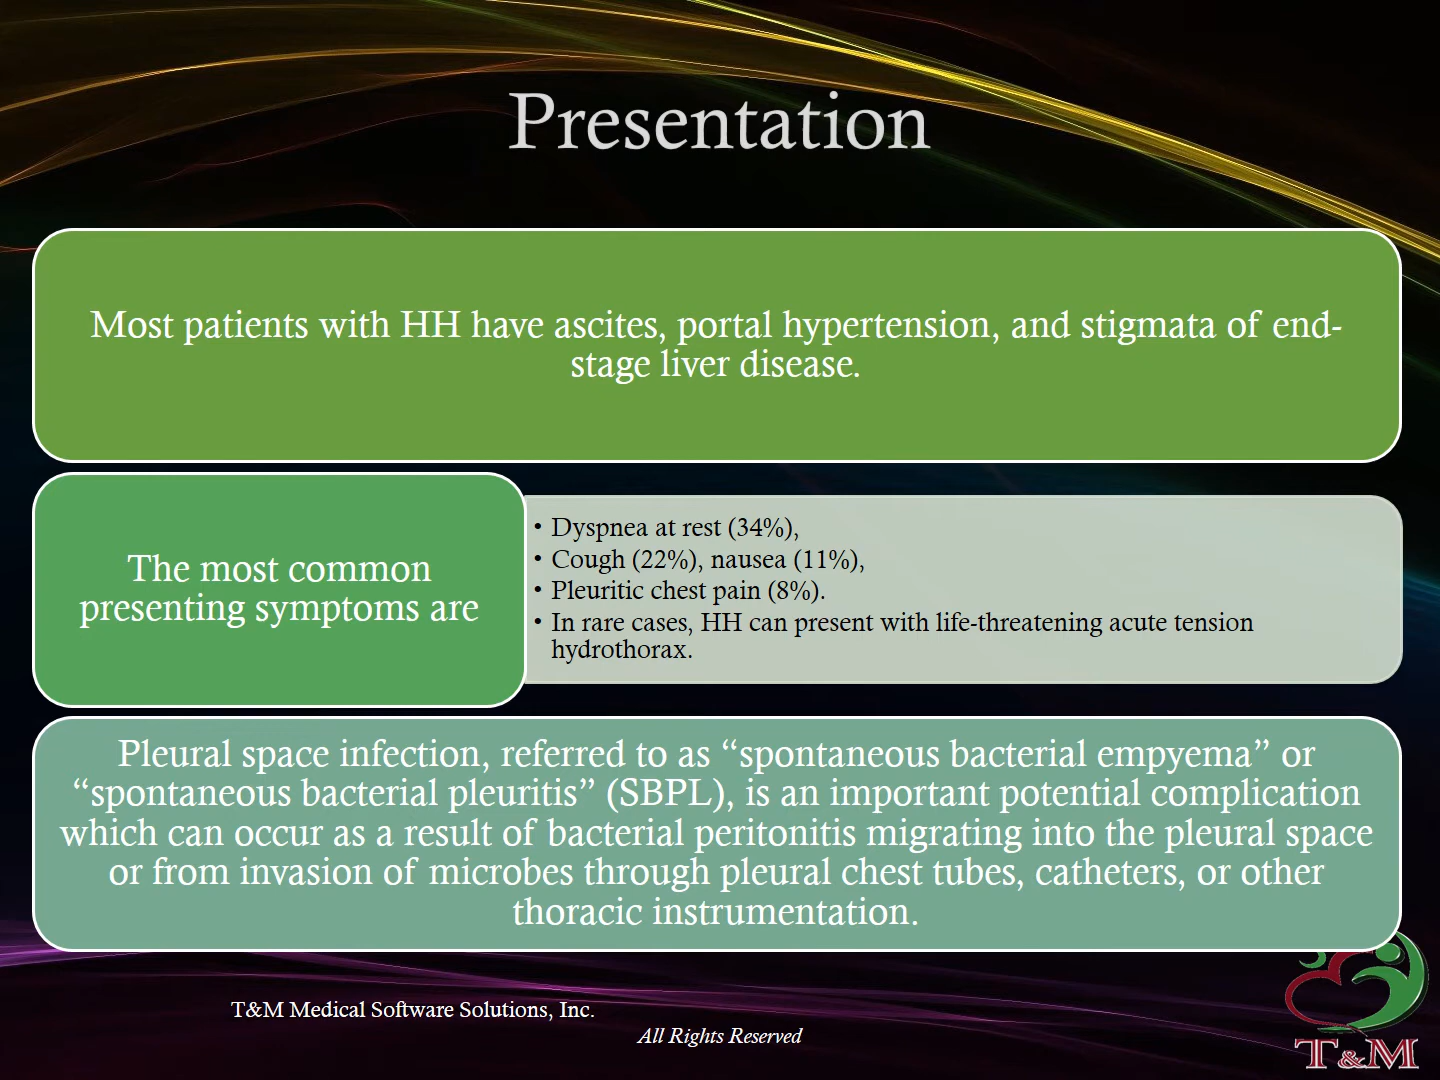 Presentation
Most patients with HH have ascites, portal hypertension, and stigmata of end-
stage liver disease.
The most common
presenting symptoms are
• Dyspnea at rest (34%),
• Cough (22%), nausea (11%),
• Pleuritic chest pain (8%).
• In rare cases, HH can present with life-threatening acute tension
hydrothorax.
Pleural space infection, referred to as “spontaneous bacterial empyema” or
“spontaneous bacterial pleuritis” (SBPL), is an important potential complication
which can occur as a result of bacterial peritonitis migrating into the pleural space
or from invasion of microbes through pleural chest tubes, catheters, or other
thoracic instrumentation.
T&M Medical Software Solutions, Inc.
All Rights Reserved
T&M